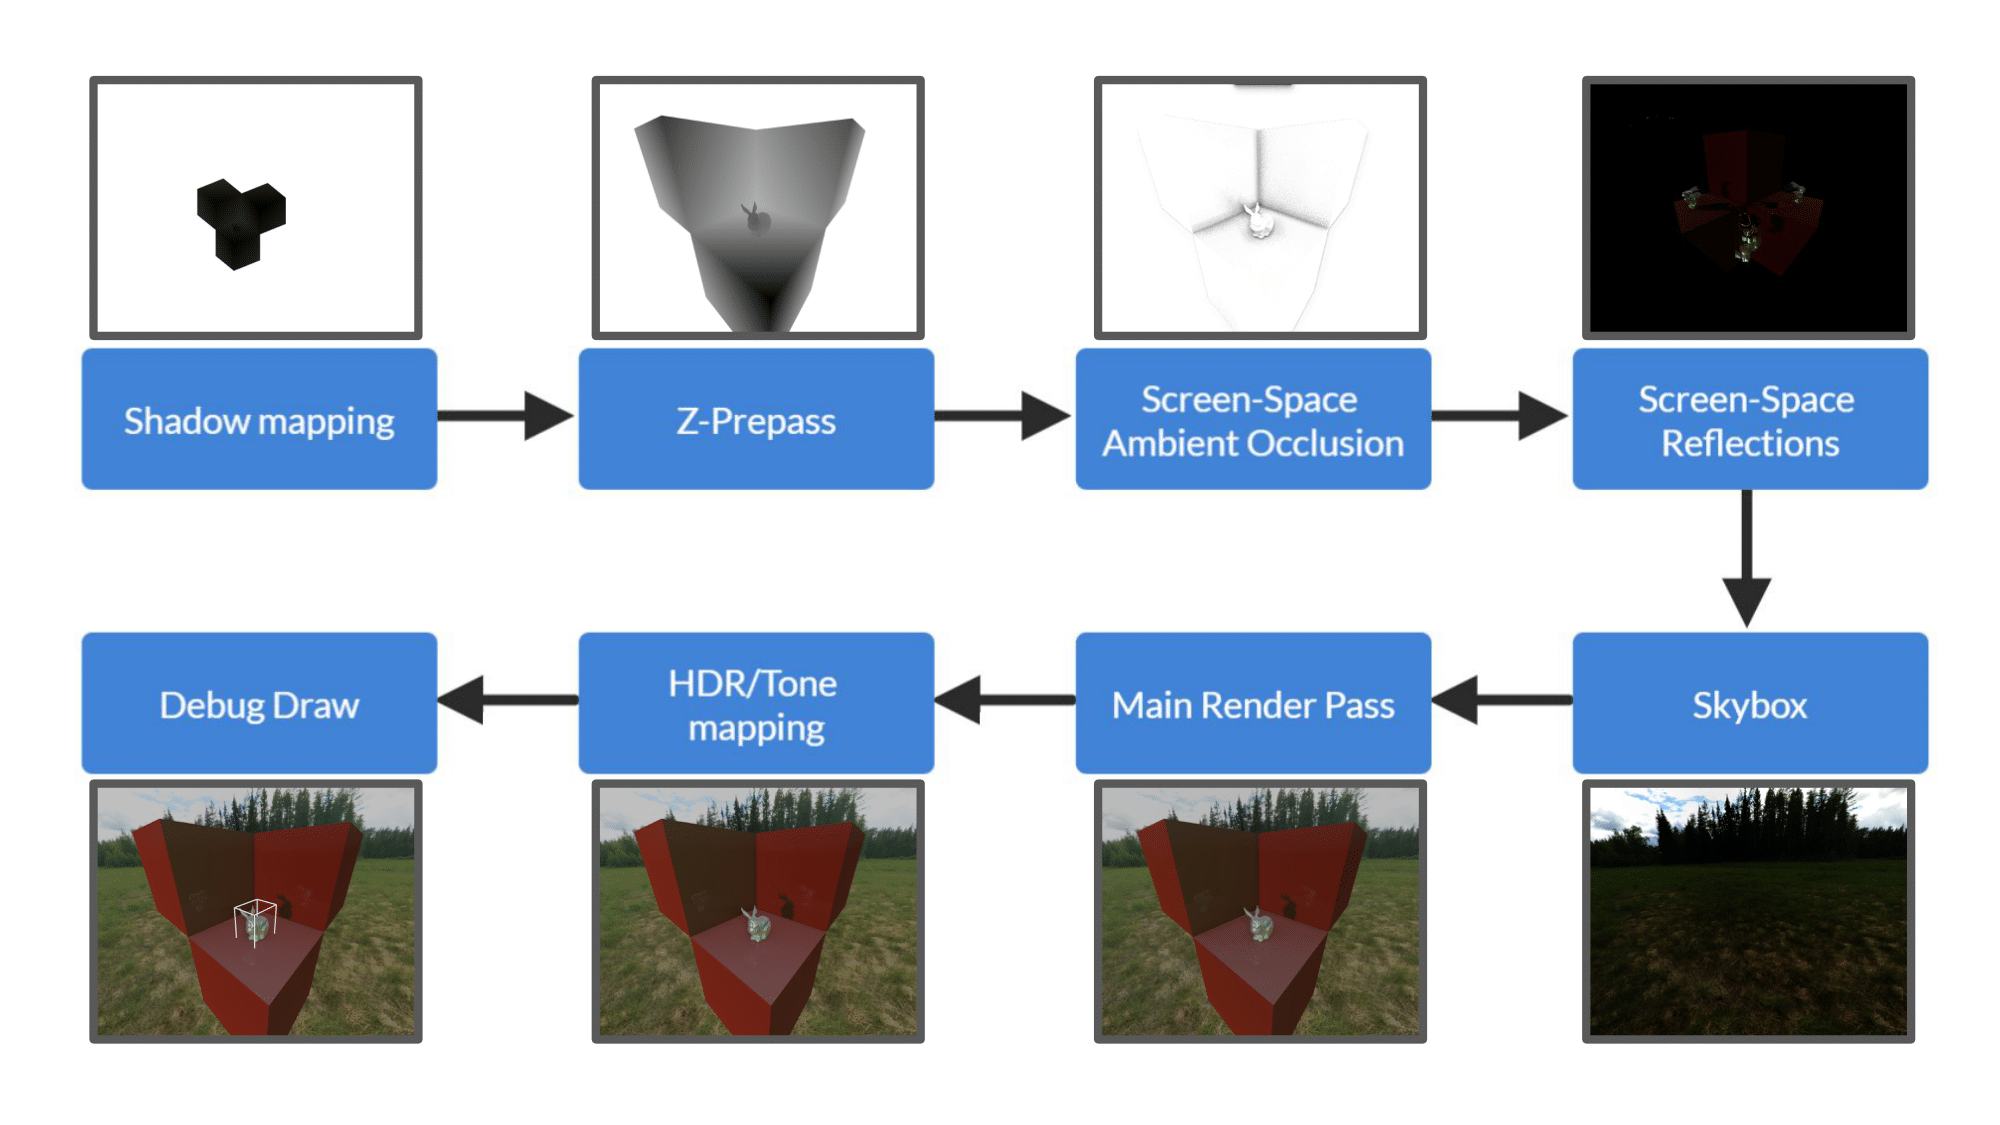 Shadow mapping
Z-Prepass
Screen-Space
Ambient Occlusion
Screen-Space
Reflections
Skybox
Main Render Pass
HDR/Tone
mapping
Debug Draw